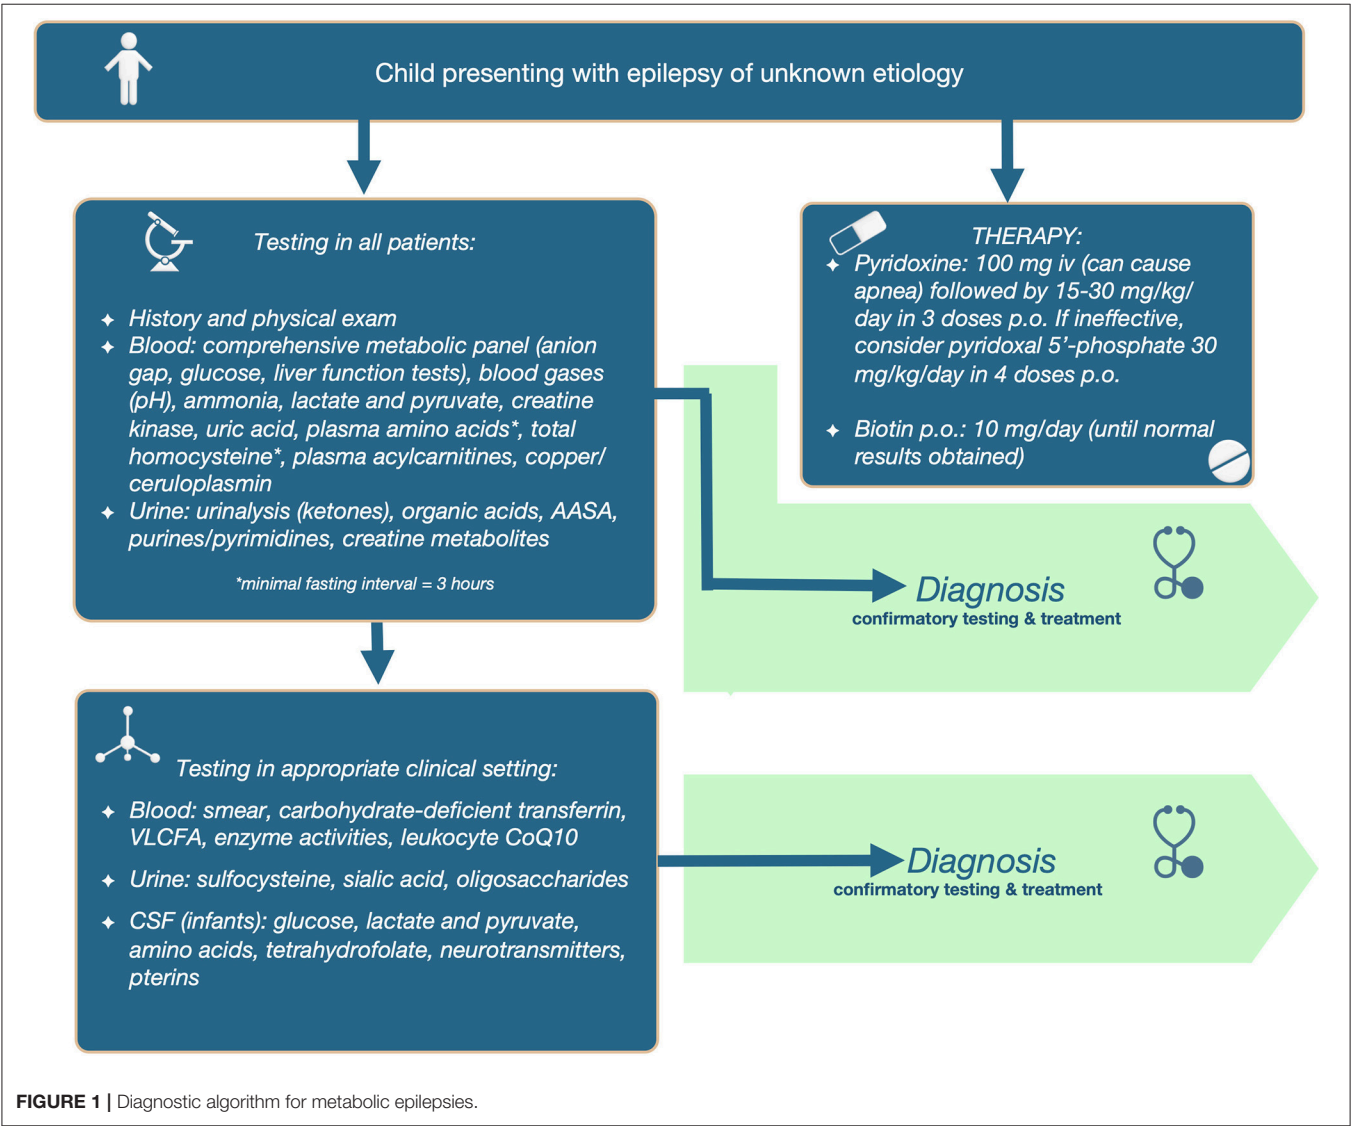 Child presenting with epilepsy of unknown etiology
Testing in all patients:
✦ History and physical exam
✦ Blood: comprehensive metabolic panel (anion
gap, glucose, liver function tests), blood gases
(pH), ammonia, lactate and pyruvate, creatine
kinase, uric acid, plasma amino acids*, total
homocysteine*, plasma acylcarnitines, copper/
ceruloplasmin
✦ Urine: urinalysis (ketones), organic acids, AASA,
purines/pyrimidines, creatine metabolites
*minimal fasting interval = 3 hours
THERAPY:
✦ Pyridoxine: 100 mg iv (can cause
apnea) followed by 15-30 mg/kg/
day in 3 doses p.o. If ineffective,
consider pyridoxal 5’-phosphate 30
mg/kg/day in 4 doses p.o.
✦ Biotin p.o.: 10 mg/day (until normal
results obtained)
Diagnosis
confirmatory testing & treatment
Testing in appropriate clinical setting:
✦ Blood: smear, carbohydrate-deficient transferrin,
VLCFA, enzyme activities, leukocyte CoQ10
✦ Urine: sulfocysteine, sialic acid, oligosaccharides
✦ CSF (infants): glucose, lactate and pyruvate,
amino acids, tetrahydrofolate, neurotransmitters,
pterins
Diagnosis
confirmatory testing & treatment
FIGURE 1 | Diagnostic algorithm for metabolic epilepsies.